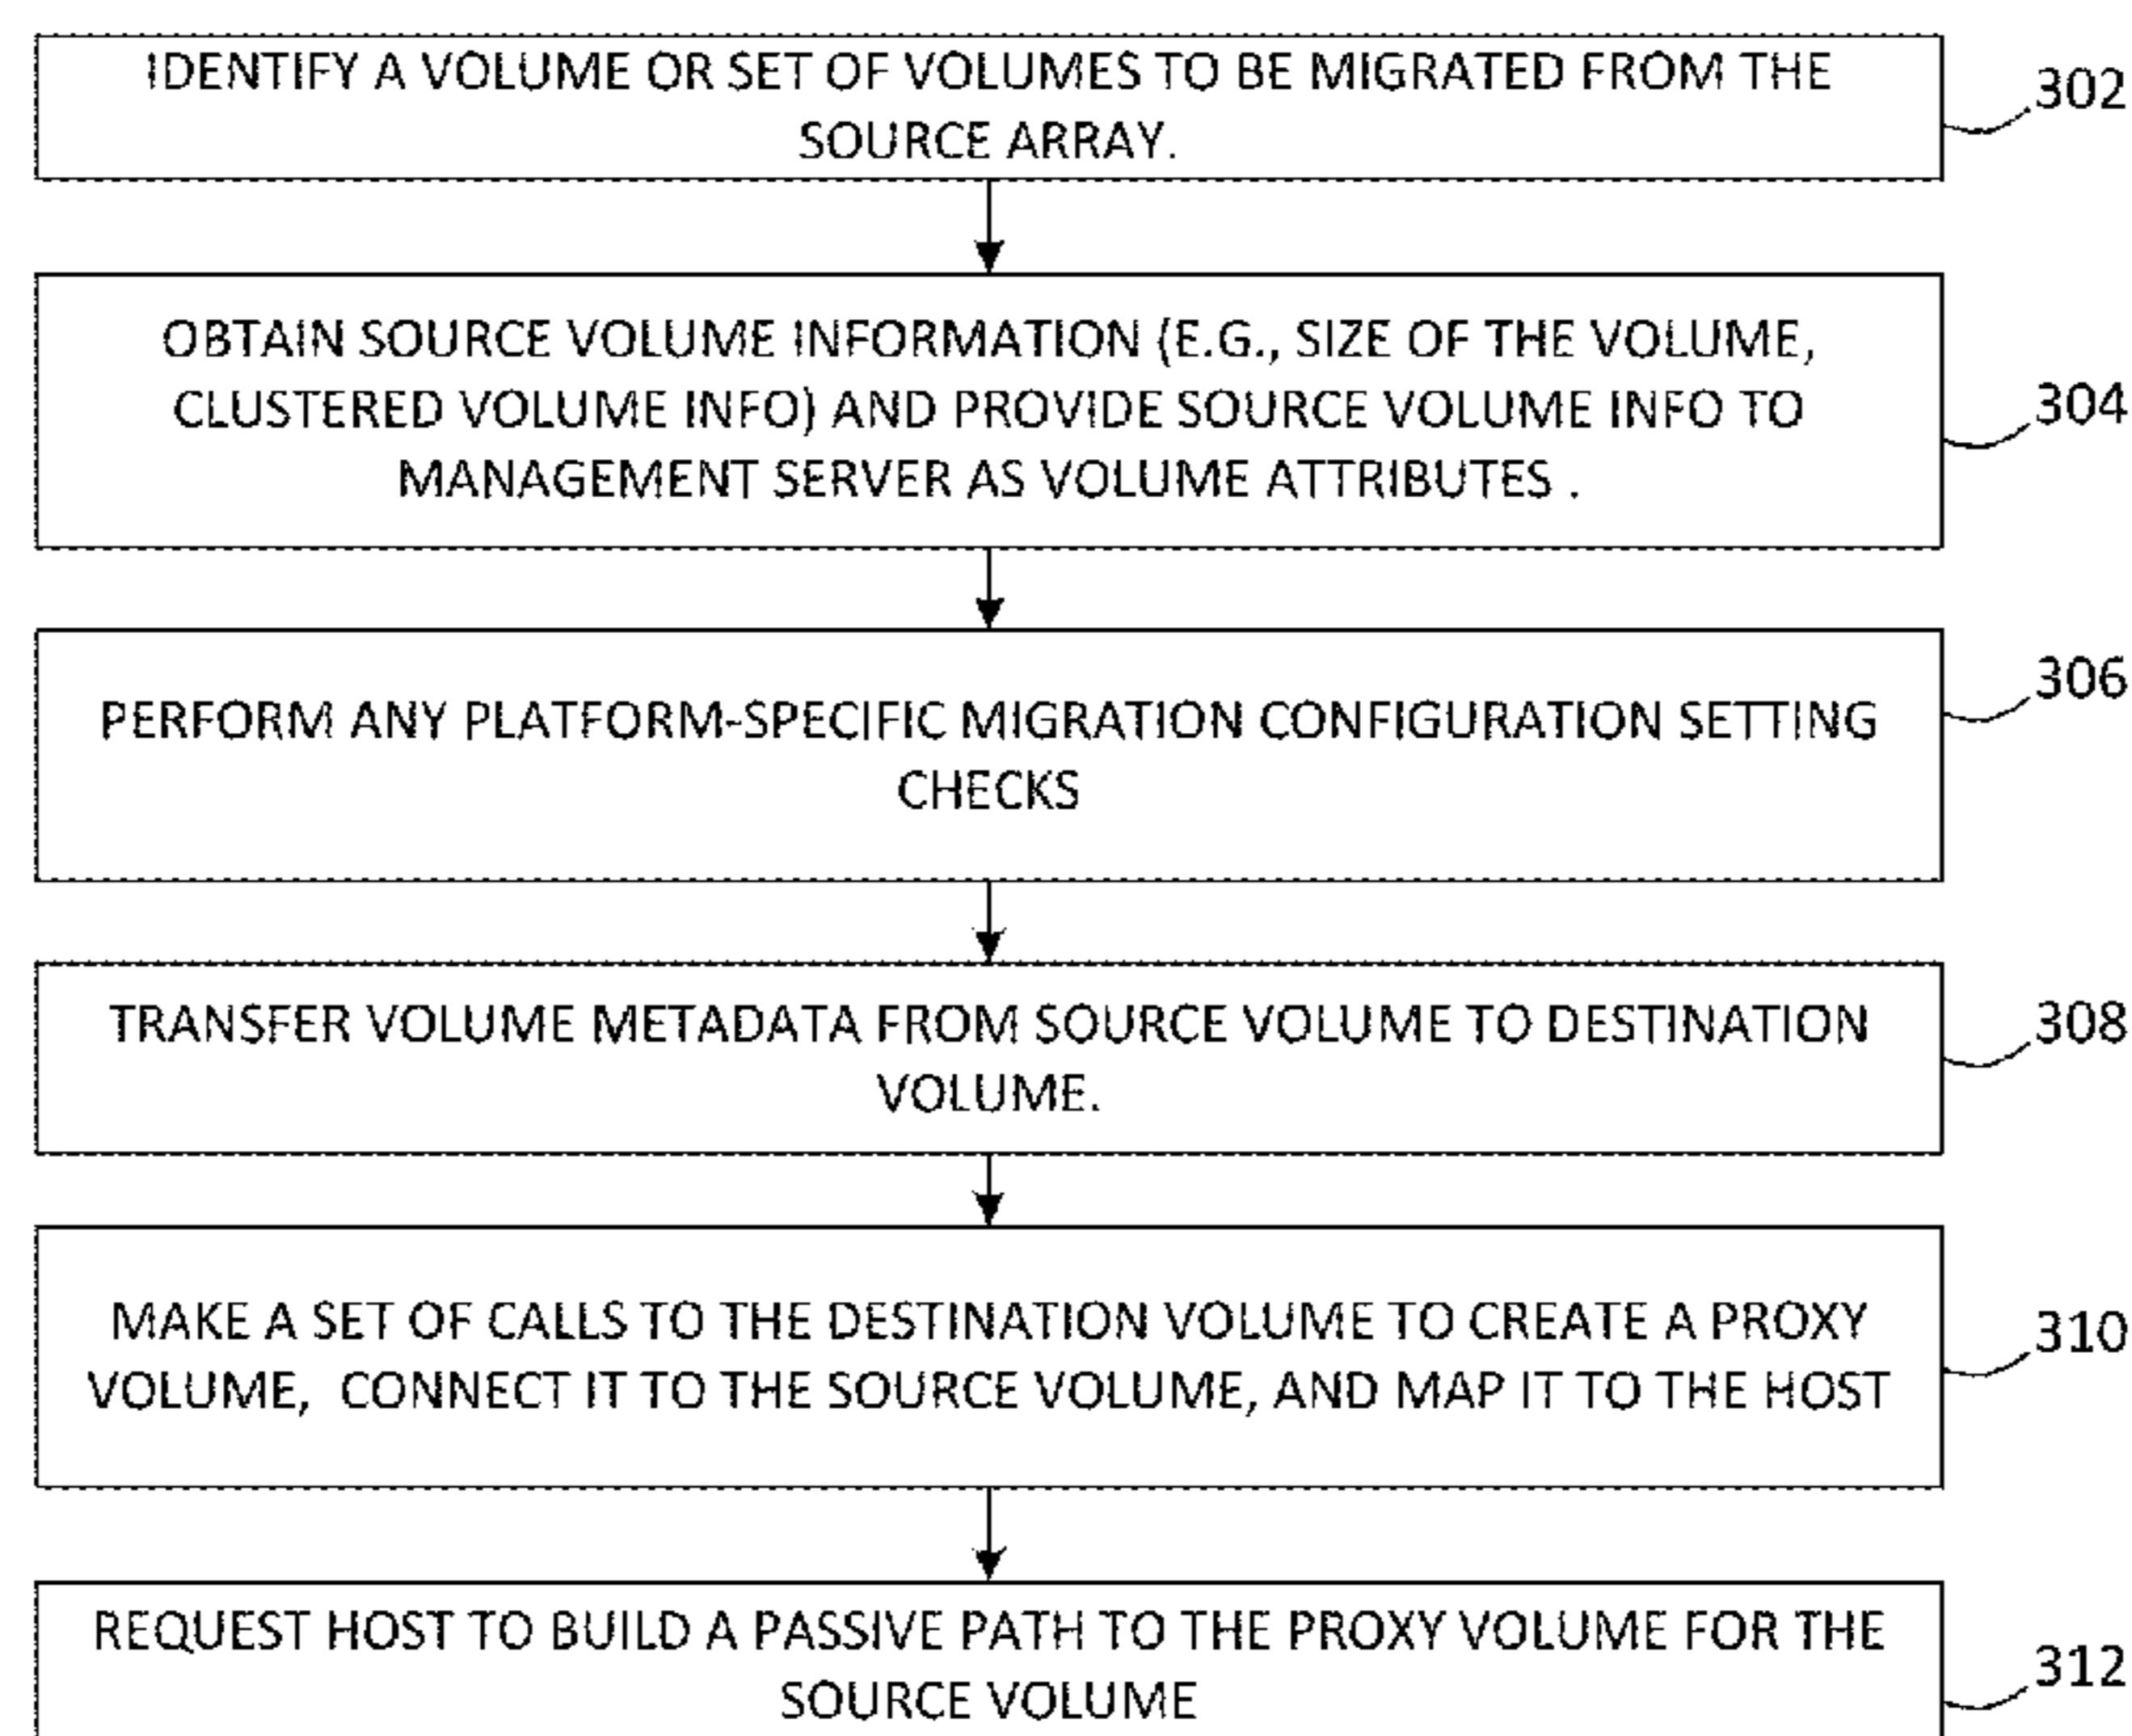 IDENTIFY A VOLUME OR SET OF VOLUMES TO BE MIGRATED FROM THE
SOURCE ARRAY.
302
OBTAIN SOURCE VOLUME INFORMATION (E.G., SIZE OF THE VOLUME,
CLUSTERED VOLUME INFO) AND PROVIDE SOURCE VOLUME INFO TO
MANAGEMENT SERVER AS VOLUME ATTRIBUTES .
304
PERFORM ANY PLATFORM-SPECIFIC MIGRATION CONFIGURATION SETTING
CHECKS
306
TRANSFER VOLUME METADATA FROM SOURCE VOLUME TO DESTINATION
VOLUME.
308
MAKE A SET OF CALLS TO THE DESTINATION VOLUME TO CREATE A PROXY
VOLUME,  CONNECT IT TO THE SOURCE VOLUME, AND MAP IT TO THE HOST
310
REQUEST HOST TO BUILD A PASSIVE PATH TO THE PROXY VOLUME FOR THE
SOURCE VOLUME
312